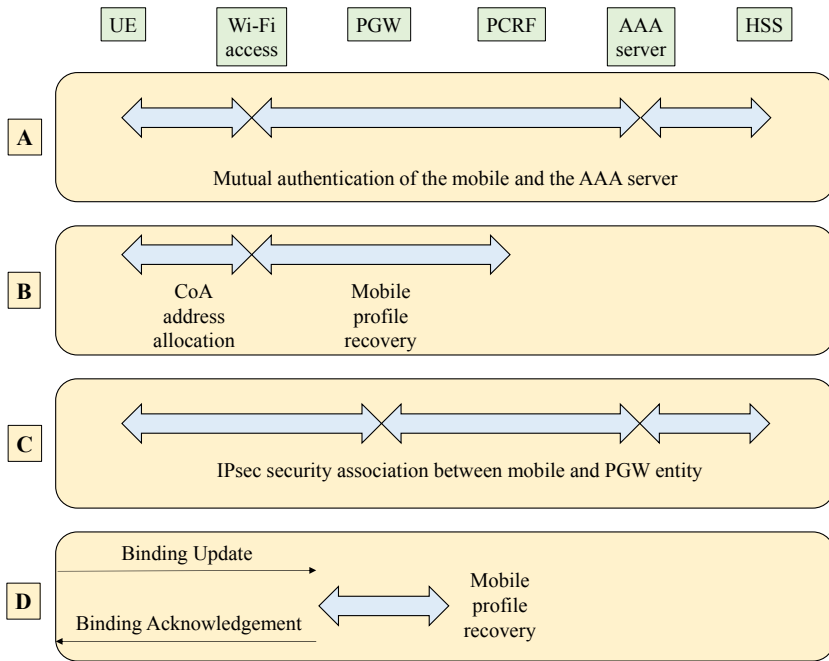 UE
Wi-Fi
access
PGW
PCRF
AAA
server
HSS
A
Mutual authentication of the mobile and the AAA server
B
CoA
address
allocation
Mobile
profile
recovery
C
IPsec security association between mobile and PGW entity
D
Binding Update
Binding Acknowledgement
Mobile
profile
recovery